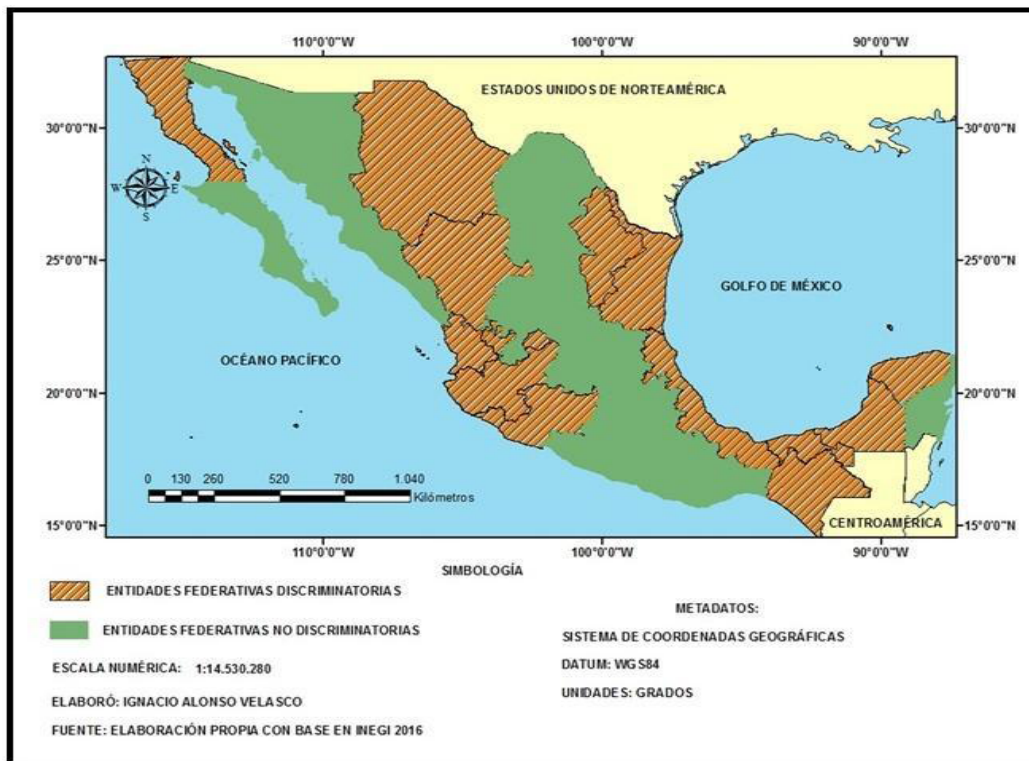 110°0'0"W 100°0'0"W 90°0'0"W
ESTADOS UNIDOS DE NORTEAMÉRICA
30°0'0"N 30°0'0"N
N
W E
S
25°0'0"N 25°0'0"N
GOLFO DE MÉXICO
OCÉANO PACÍFICO
20°0'0"N 20°0'0"N
0 130 260 520 780 1.040
Kilómetros
15°0'0"N 15°0'0"N
CENTROAMÉRICA
110°0'0"W 100°0'0"W 90°0'0"W
SIMBOLOGÍA
ENTIDADES FEDERATIVAS DISCRIMINATORIAS
ENTIDADES FEDERATIVAS NO DISCRIMINATORIAS
ESCALA NUMÉRICA: 1:14.530.280
ELABORÓ: IGNACIO ALONSO VELASCO
FUENTE: ELABORACIÓN PROPIA CON BASE EN INEGI 2016
METADATOS:
SISTEMA DE COORDENADAS GEOGRÁFICAS
DATUM: WGS84
UNIDADES: GRADOS